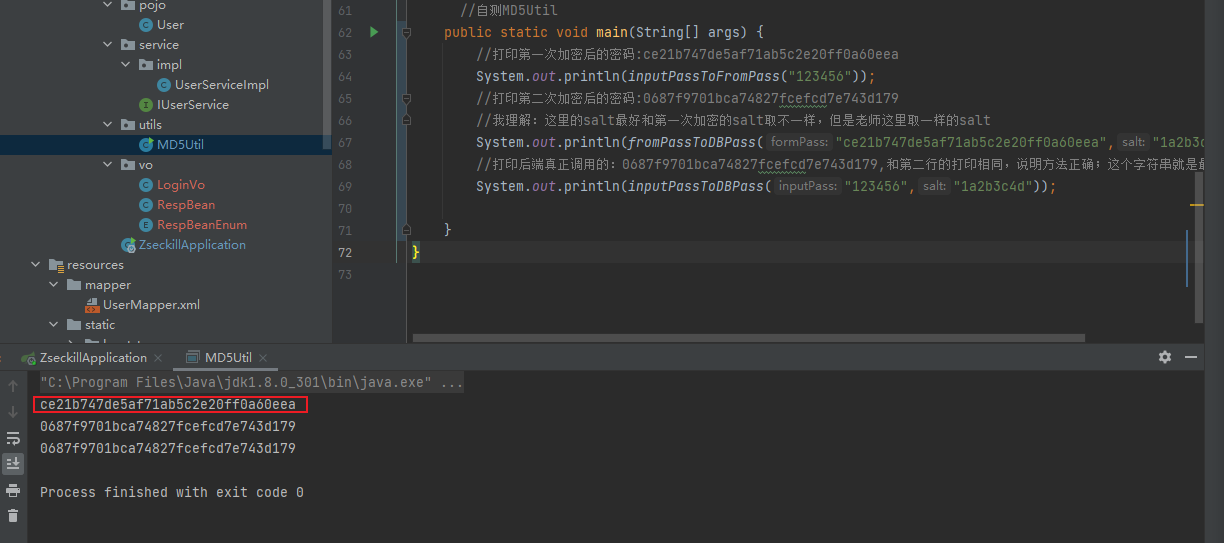 pojo
User
service
impl
UserServiceImpl
IUserService
utils
MD5Util
vo
LoginVo
RespBean
RespBeanEnum
ZseckillApplication
resources
mapper
UserMapper.xml
static
61 //自测MD5Util
62 public static void main(String[] args) {
63 //打印第一次加密后的密码:ce21b747de5af71ab5c2e20ff0a60eea
64 System.out.println(inputPassToFromPass("123456"));
65 //打印第二次加密后的密码:0687f9701bca74827fcefcd7e743d179
66 //我理解：这里的salt最好和第一次加密的salt取不一样，但是老师这里取一样的salt
67 System.out.println(fromPassToDBPass( formPass: "ce21b747de5af71ab5c2e20ff0a60eea", salt: "1a2b3c
68 //打印后端真正调用的：0687f9701bca74827fcefcd7e743d179,和第二行的打印相同，说明方法正确；这个字符串就是
69 System.out.println(inputPassToDBPass( inputPass: "123456", salt: "1a2b3c4d"));
70
71 }
72 }
73
ZseckillApplication × MD5Util ×
"C:\Program Files\Java\jdk1.8.0_301\bin\java.exe" ...
ce21b747de5af71ab5c2e20ff0a60eea
0687f9701bca74827fcefcd7e743d179
0687f9701bca74827fcefcd7e743d179
Process finished with exit code 0